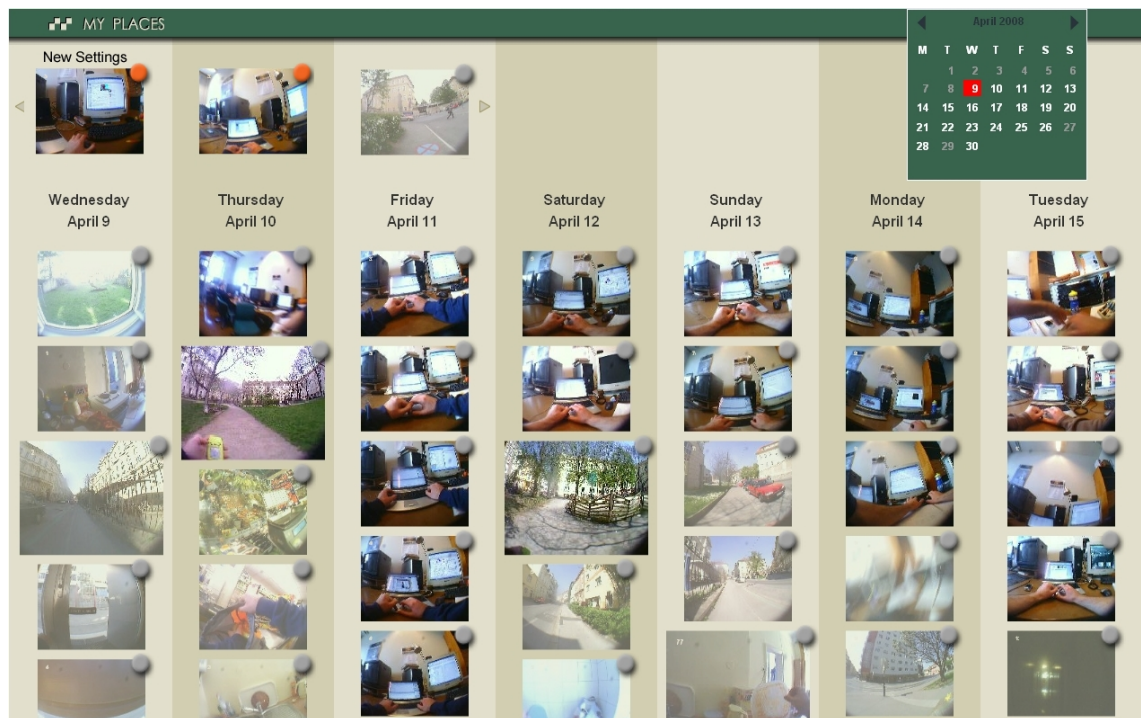 MY PLACES
April 2008
M T W T F S S
1 2 3 4 5 6
7 8 9 10 11 12 13
14 15 16 17 18 19 20
21 22 23 24 25 26 27
28 29 30
New Settings
Wednesday Thursday Friday Saturday Sunday Monday Tuesday
April 9 April 10 April 11 April 12 April 13 April 14 April 15